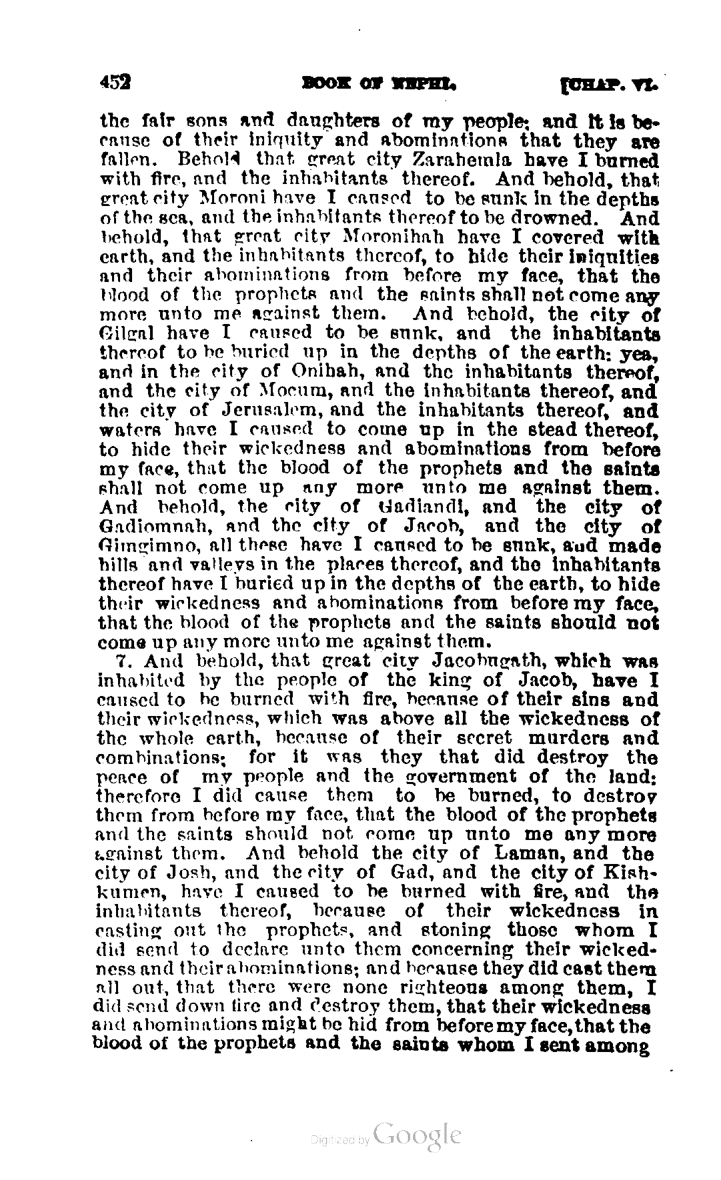 452 BOOK OF NEPHI. [CHAP. VI.
the fair sons and daughters of my people; and it is be-
cause of their iniquity and abominations that they are
fallen. Behold that great city Zarahemla have I burned
with fire, and the inhabitants thereof. And behold, that
great city Moroni have I caused to be sunk in the depths
of the sea, and the inhabitants thereof to be drowned. And
behold, that great city Moronihah have I covered with
earth, and the inhabitants thereof, to hide their iniquities
and their abominations from before my face, that the
blood of the prophets and the saints shall not come any
more unto me against them. And behold, the city of
Gilgal have I caused to be sunk, and the inhabitants
thereof to be buried up in the depths of the earth; yea,
and in the city of Onihah, and the inhabitants thereof,
and the city of Mocum, and the inhabitants thereof, and
the city of Jerusalem, and the inhabitants thereof, and
waters have I caused to come up in the stead thereof,
to hide their wickedness and abominations from before
my face, that the blood of the prophets and the saints
shall not come up any more unto me against them.
And behold, the city of Gadiandi, and the city of
Gadiomnah, and the city of Jacob, and the city of
Gimgimno, all these have I caused to be sunk, and made
hills and valleys in the places thereof, and the inhabitants
thereof have I buried up in the depths of the earth, to hide
their wickedness and abominations from before my face,
that the blood of the prophets and the saints should not
come up any more unto me against them.
7. And behold, that great city Jacobugath, which was
inhabited by the people of the king of Jacob, have I
caused to be burned with fire, because of their sins and
their wickedness, which was above all the wickedness of
the whole earth, because of their secret murders and
combinations; for it was they that did destroy the
peace of my people and the government of the land;
therefore I did cause them to be burned, to destroy
them from before my face, that the blood of the prophets
and the saints should not come up unto me any more
against them. And behold the city of Laman, and the
city of Josh, and the city of Gad, and the city of Kish-
kumen, have I caused to be burned with fire, and the
inhabitants thereof, because of their wickedness in
casting out the prophets, and stoning those whom I
did send to declare unto them concerning their wicked-
ness and their abominations; and because they did cast them
all out, that there were none righteous among them, I
did send down fire and destroy them, that their wickedness
and abominations might be hid from before my face, that the
blood of the prophets and the saints whom I sent among
Digitized by Google